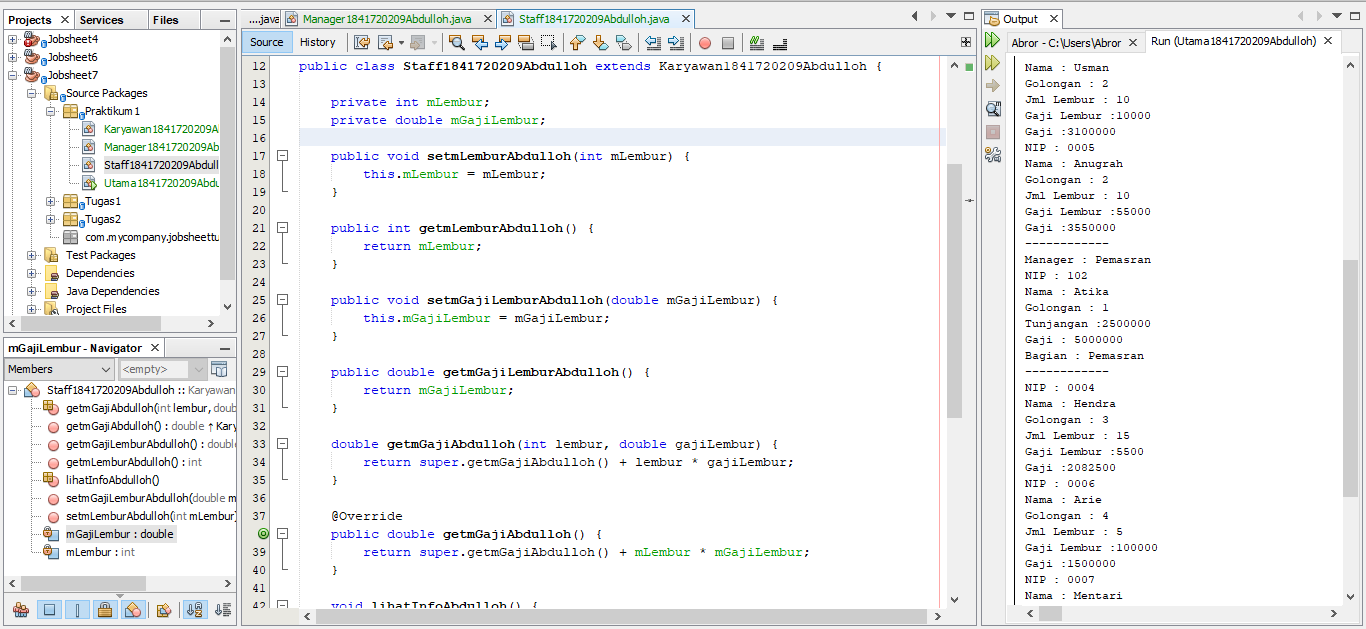 Projects
Services
Files
Jobsheet4
Jobsheet6
Jobsheet7
Source Packages
Praktikum1
Karyawan1841720209A
Manager1841720209Ab
Staff1841720209Abdull
Utama1841720209Abdu
Tugas1
Tugas2
com.mycompany.jobsheettu
Test Packages
Dependencies
Java Dependencies
Project Files
mGajiLembur - Navigator
Members
<empty>
Staff1841720209Abdulloh :: Karyawan
getmGajiAbdulloh(int lembur, doub
getmGajiAbdulloh() : double ↑ Kary
getmGajiLemburAbdulloh() : double
getmLemburAbdulloh() : int
lihatInfoAbdulloh()
setmGajiLemburAbdulloh(double m
setmLemburAbdulloh(int mLembur)
mGajiLembur : double
mLembur : int
....java
Manager1841720209Abdulloh.java
Staff1841720209Abdulloh.java
Source
History
12 public class Staff1841720209Abdulloh extends Karyawan1841720209Abdulloh {
13
14 private int mLembur;
15 private double mGajiLembur;
16
17 public void setmLemburAbdulloh(int mLembur) {
18 this.mLembur = mLembur;
19 }
20
21 public int getmLemburAbdulloh() {
22 return mLembur;
23 }
24
25 public void setmGajiLemburAbdulloh(double mGajiLembur) {
26 this.mGajiLembur = mGajiLembur;
27 }
28
29 public double getmGajiLemburAbdulloh() {
30 return mGajiLembur;
31 }
32
33 double getmGajiAbdulloh(int lembur, double gajiLembur) {
34 return super.getmGajiAbdulloh() + lembur * gajiLembur;
35 }
36
37 @Override
public double getmGajiAbdulloh() {
39 return super.getmGajiAbdulloh() + mLembur * mGajiLembur;
40 }
41
42 void lihatInfoAbdulloh() {
Output
Abror - C:\Users\Abror
Run (Utama1841720209Abdulloh)
Nama : Usman
Golongan : 2
Jml Lembur : 10
Gaji Lembur :10000
Gaji :3100000
NIP : 0005
Nama : Anugrah
Golongan : 2
Jml Lembur : 10
Gaji Lembur :55000
Gaji :3550000
------------
Manager : Pemasran
NIP : 102
Nama : Atika
Golongan : 1
Tunjangan :2500000
Gaji : 5000000
Bagian : Pemasran
------------
NIP : 0004
Nama : Hendra
Golongan : 3
Jml Lembur : 15
Gaji Lembur :5500
Gaji :2082500
NIP : 0006
Nama : Arie
Golongan : 4
Jml Lembur : 5
Gaji Lembur :100000
Gaji :1500000
NIP : 0007
Nama : Mentari